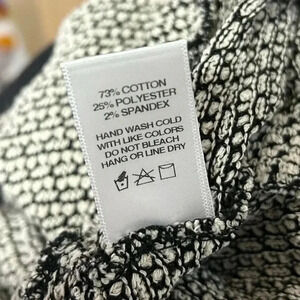 73% COTTON
25% POLYESTER
2% SPANDEX
HAND WASH COLD
WITH LIKE COLORS
DO NOT BLEACH
HANG OR LINE DRY